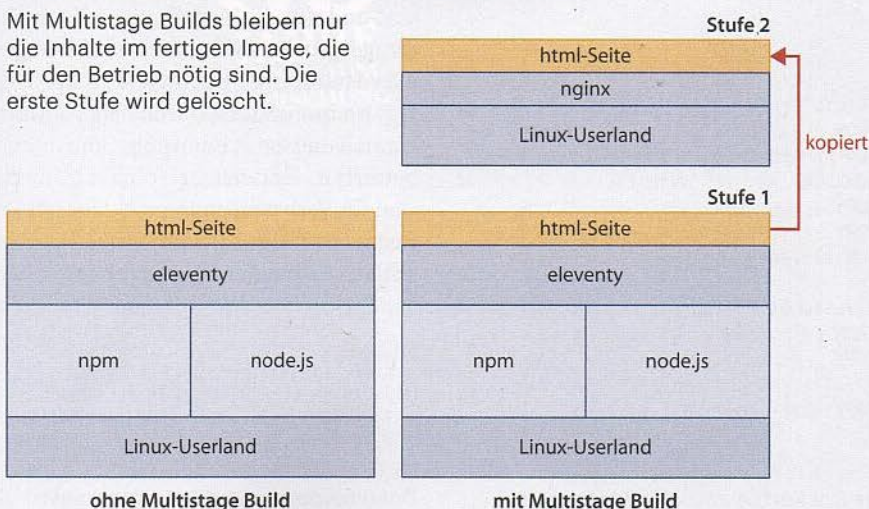 Mit Multistage Builds bleiben nur
die Inhalte im fertigen Image, die
für den Betrieb nötig sind. Die
erste Stufe wird gelöscht.
Stufe 2
html-Seite
nginx
Linux-Userland
kopiert
Stufe 1
html-Seite
eleventy
npm
node.js
Linux-Userland
ohne Multistage Build
html-Seite
eleventy
npm
node.js
Linux-Userland
mit Multistage Build